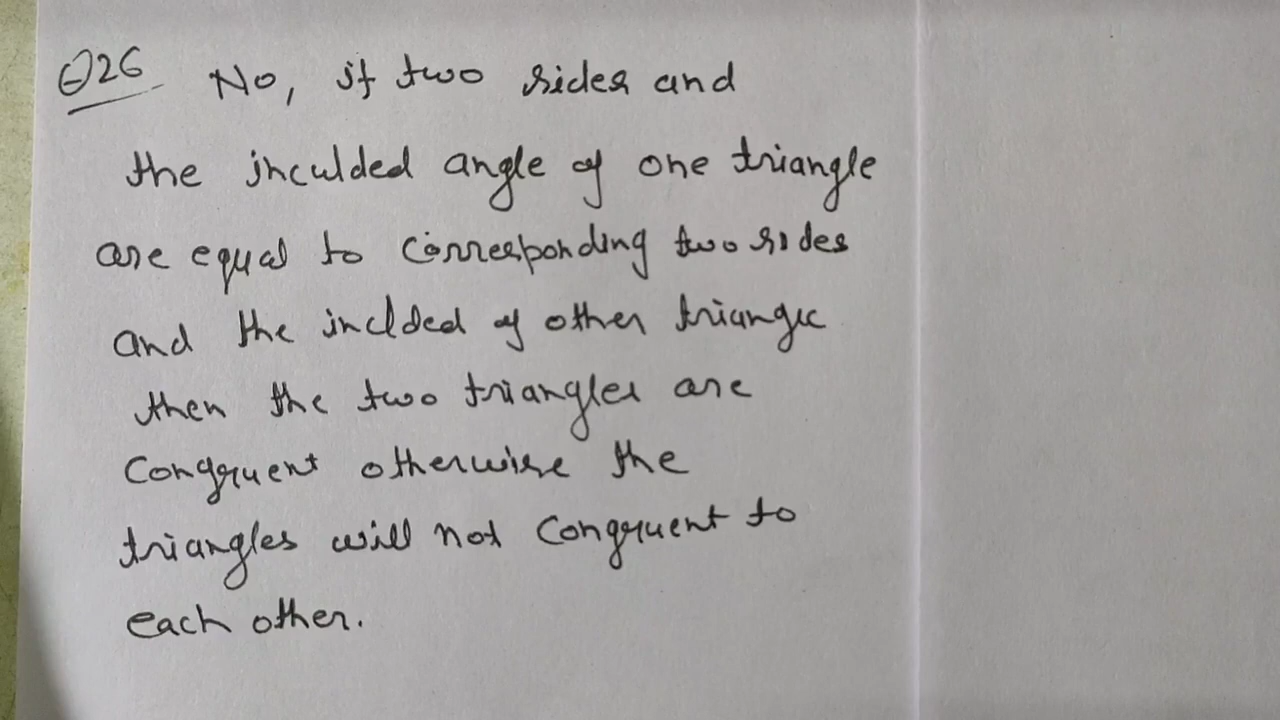 Q26 No, if two sides and
the inculded angle of one triangle
are equal to corresponding two sides
and the inclded of other triangle
then the two triangles are
congruent otherwise the
triangles will not congruent to
each other.